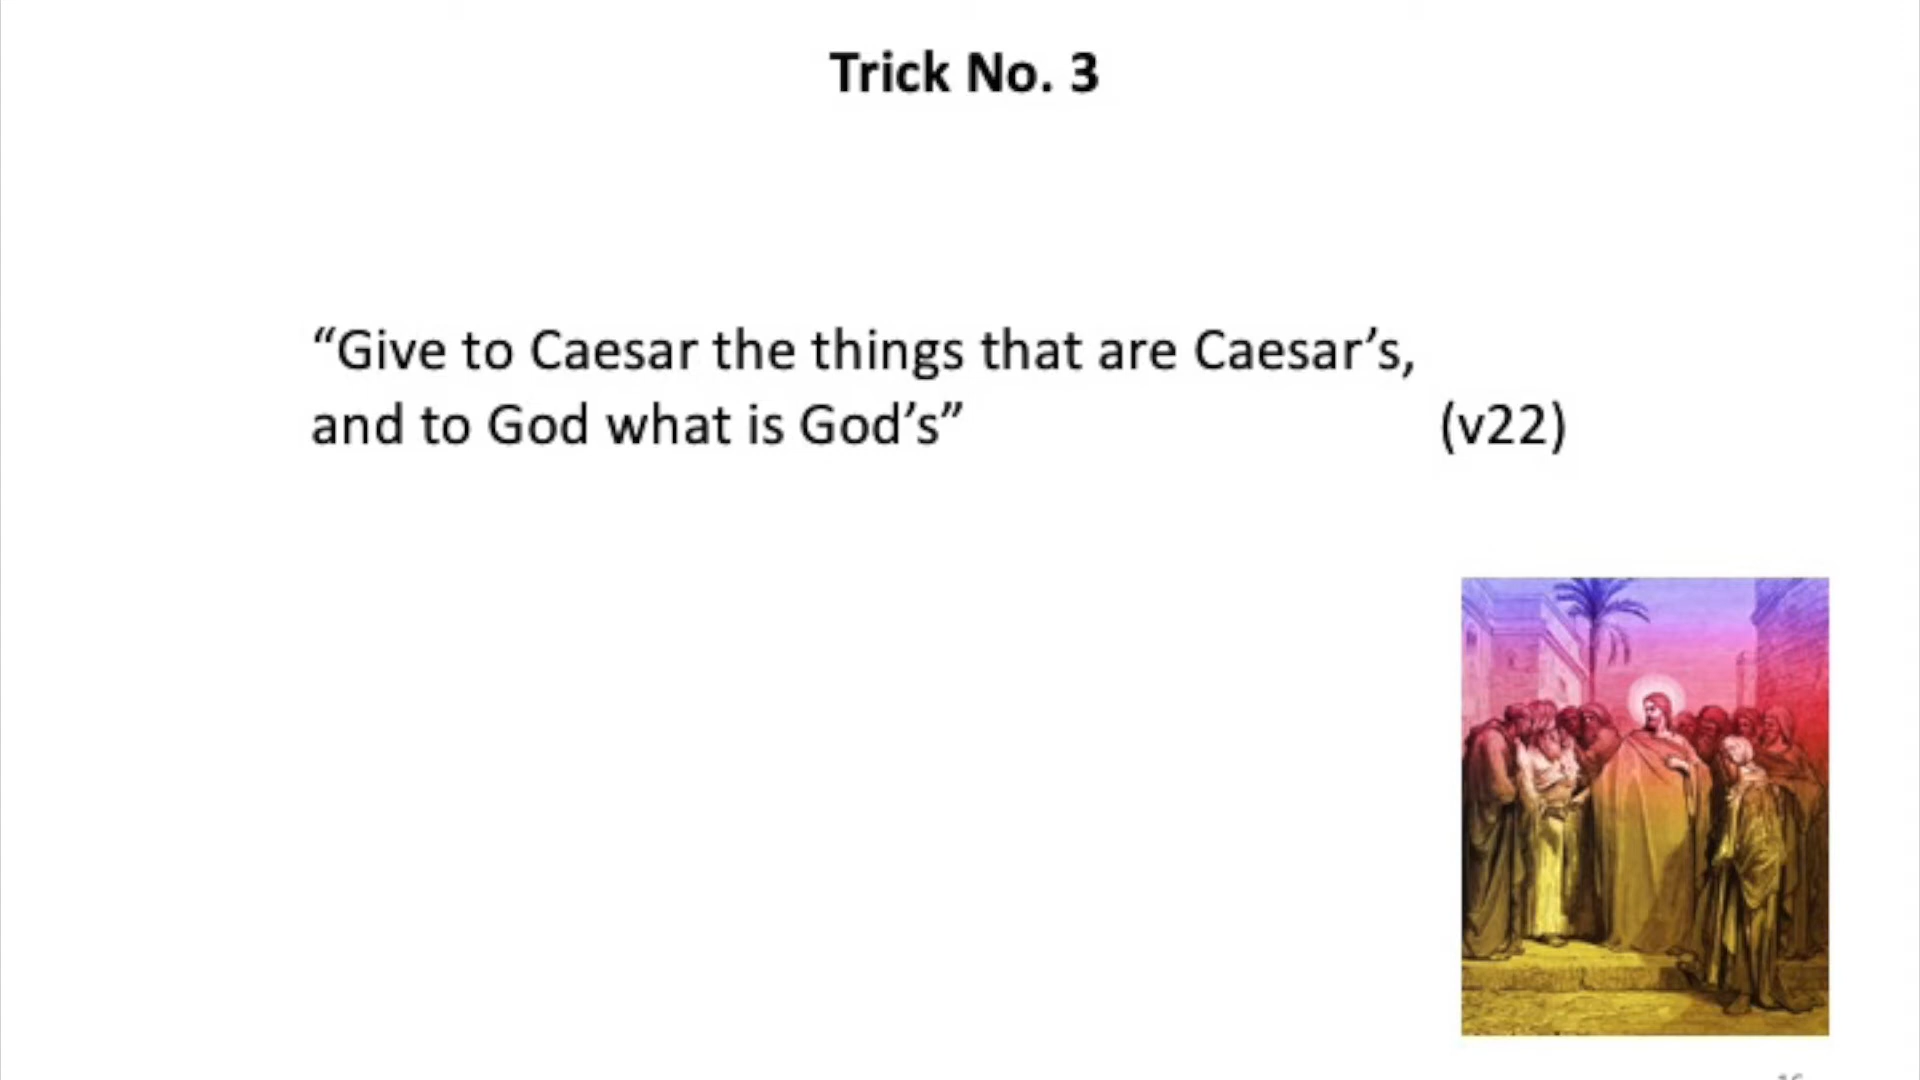 Trick No. 3
“Give to Caesar the things that are Caesar’s,
and to God what is God’s” (v22)